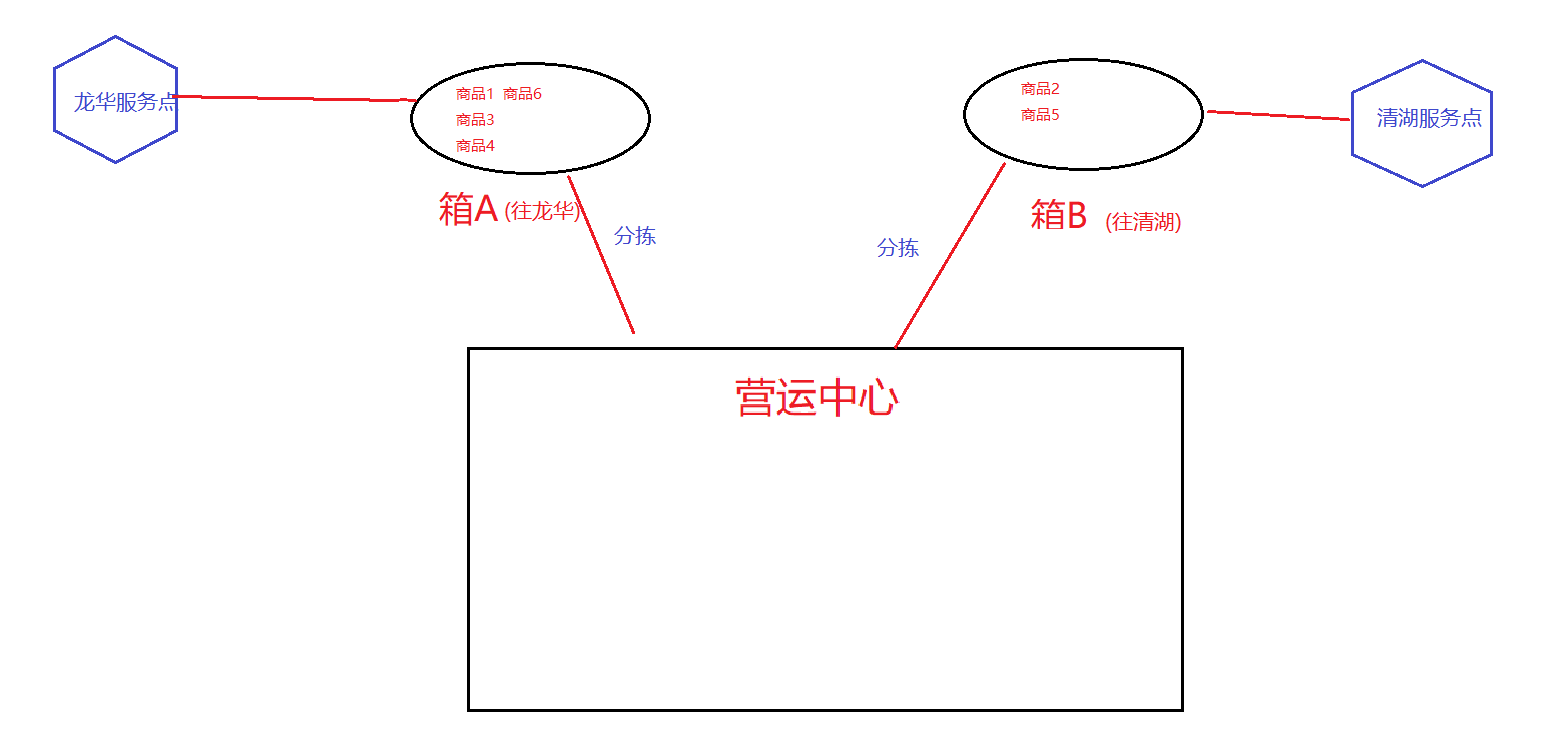 龙华服务点
商品1 商品6
商品3
商品4
箱A (往龙华)
分拣
商品2
商品5
箱B (往清湖)
分拣
清湖服务点
营运中心